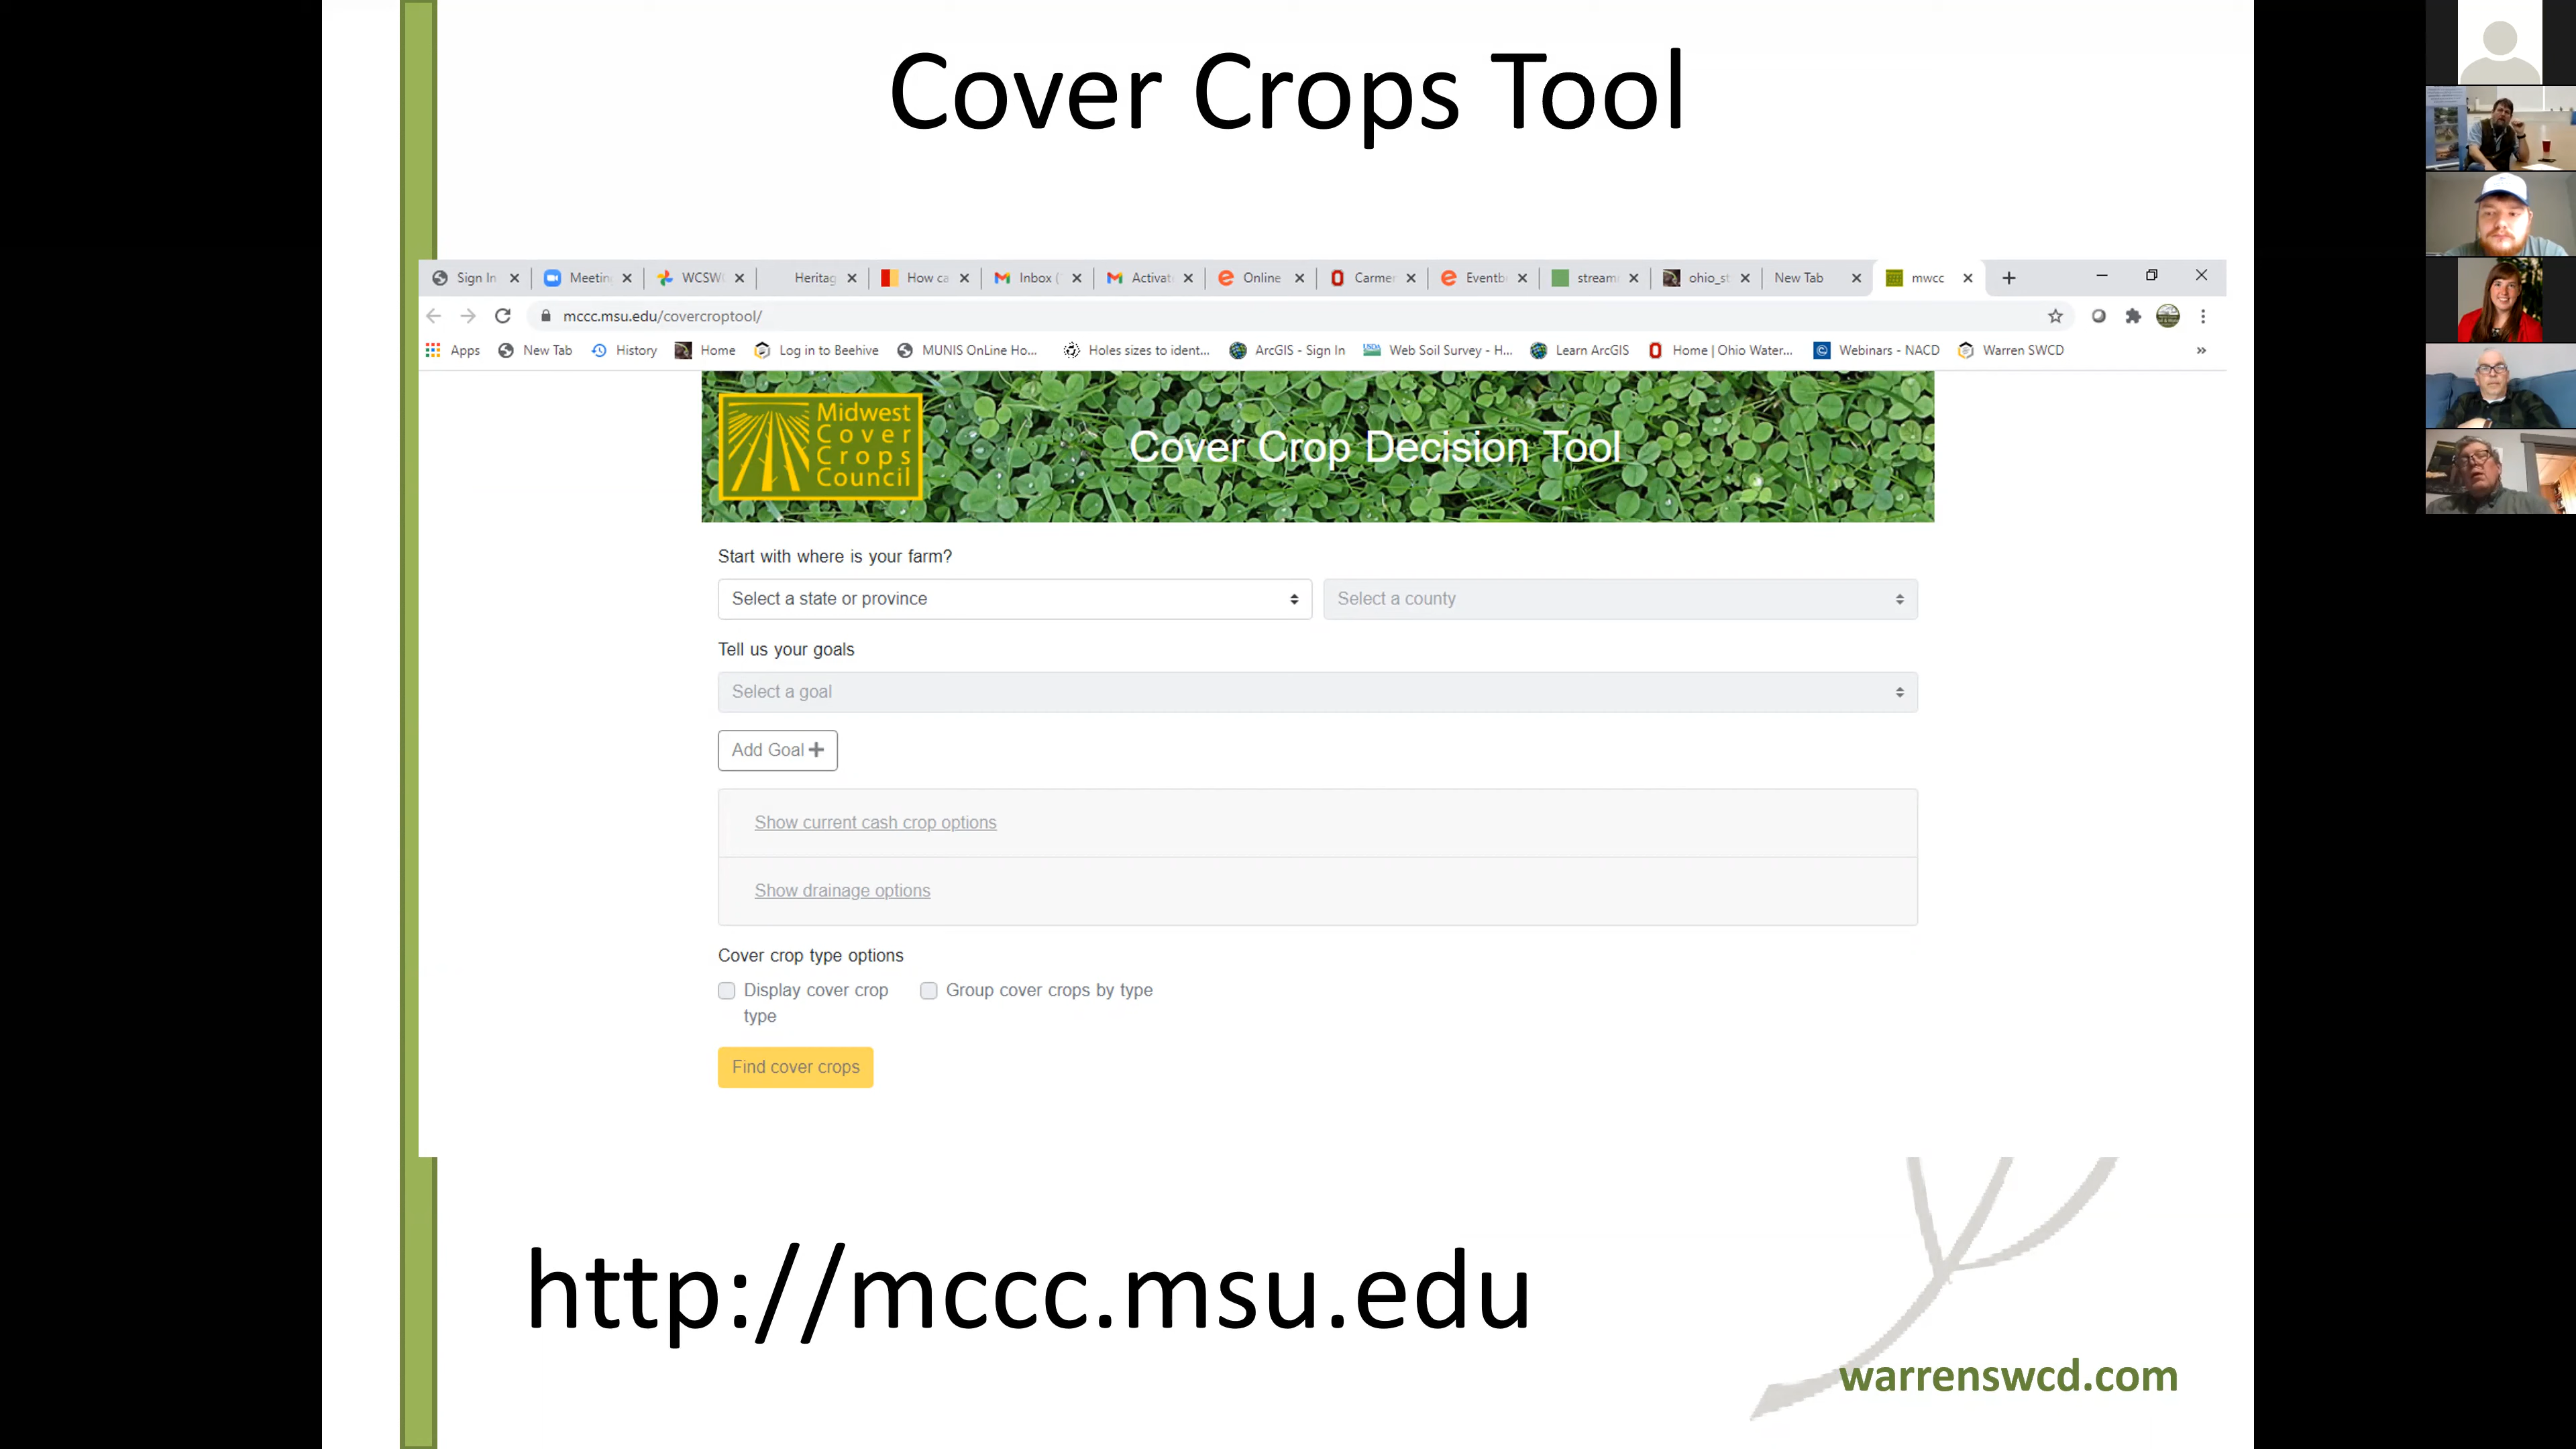 Cover Crops Tool
Sign In Meeting WCSW Heritag How ca Inbox ( Activat Online Carmen Eventb stream ohio_st New Tab mwcc
mccc.msu.edu/covercroptool/
Apps New Tab History Home Log in to Beehive MUNIS OnLine Ho... Holes sizes to ident... ArcGIS - Sign In Web Soil Survey - H... Learn ArcGIS Home | Ohio Water... Webinars - NACD Warren SWCD »
Midwest
Cover
Crops
Council
Cover Crop Decision Tool
Start with where is your farm?
Select a state or province Select a county
Tell us your goals
Select a goal
Add Goal +
Show current cash crop options
Show drainage options
Cover crop type options
Display cover crop type Group cover crops by type
Find cover crops
http://mccc.msu.edu
warrenswcd.com